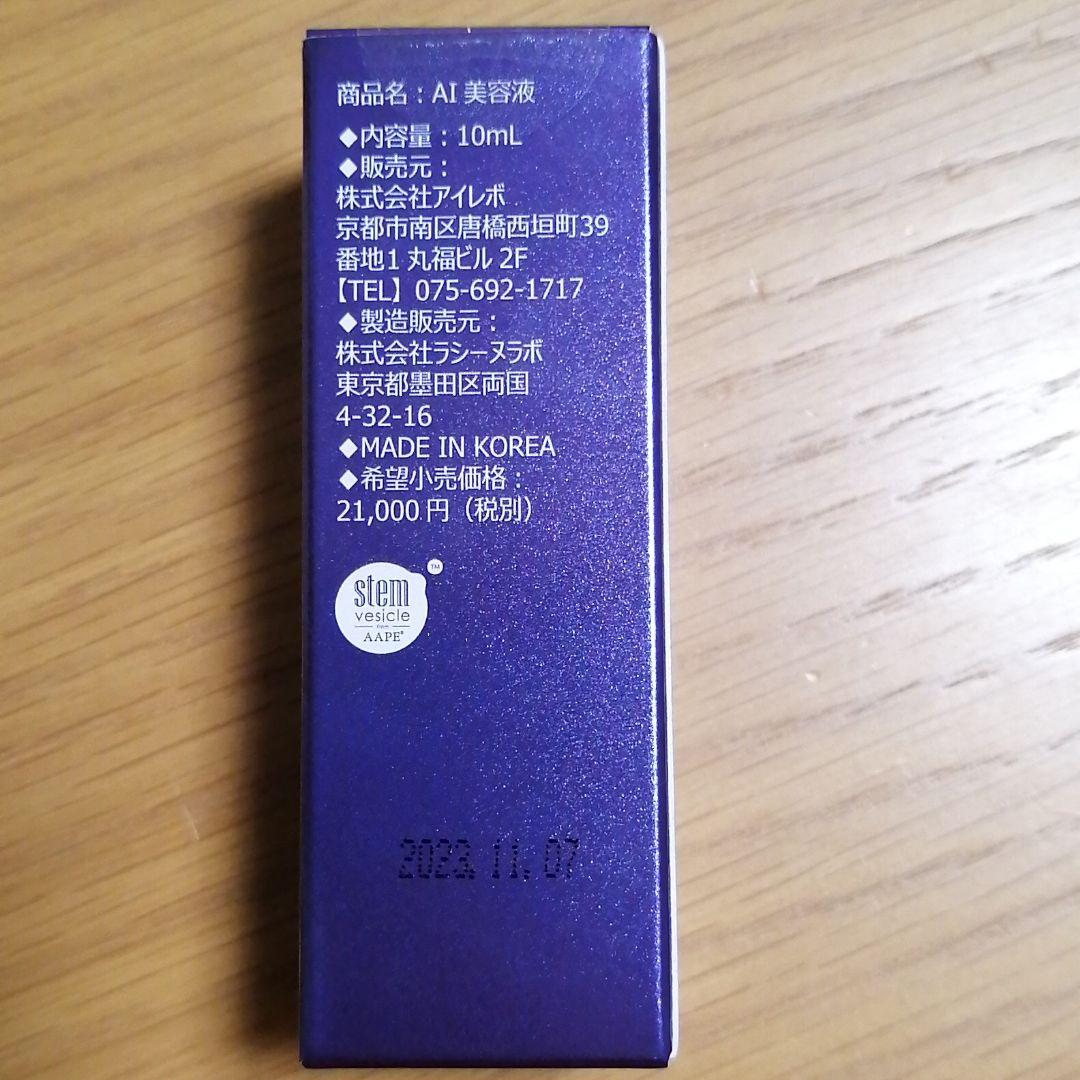 商品名：AI 美容液
◆内容量：10mL
◆販売元：
株式会社アイレボ
京都市南区唐橋西垣町39
番地1 丸福ビル 2F
【TEL】075-692-1717
◆製造販売元：
株式会社ラシーヌラボ
東京都墨田区両国
4-32-16
◆MADE IN KOREA
◆希望小売価格：
21,000 円（税別）
stem TM
vesicle
from
AAPE®
2023. 11. 07